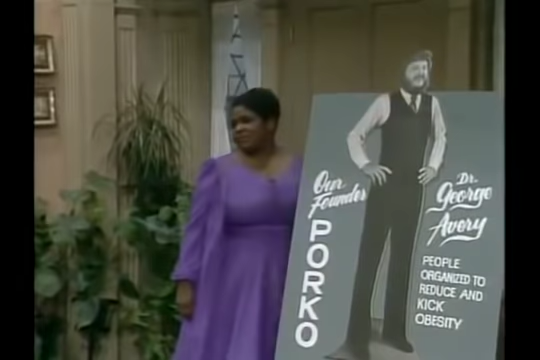 Our
Founder
PORKO
Dr.
George
Avery
PEOPLE
ORGANIZED TO
REDUCE AND
KICK
OBESITY